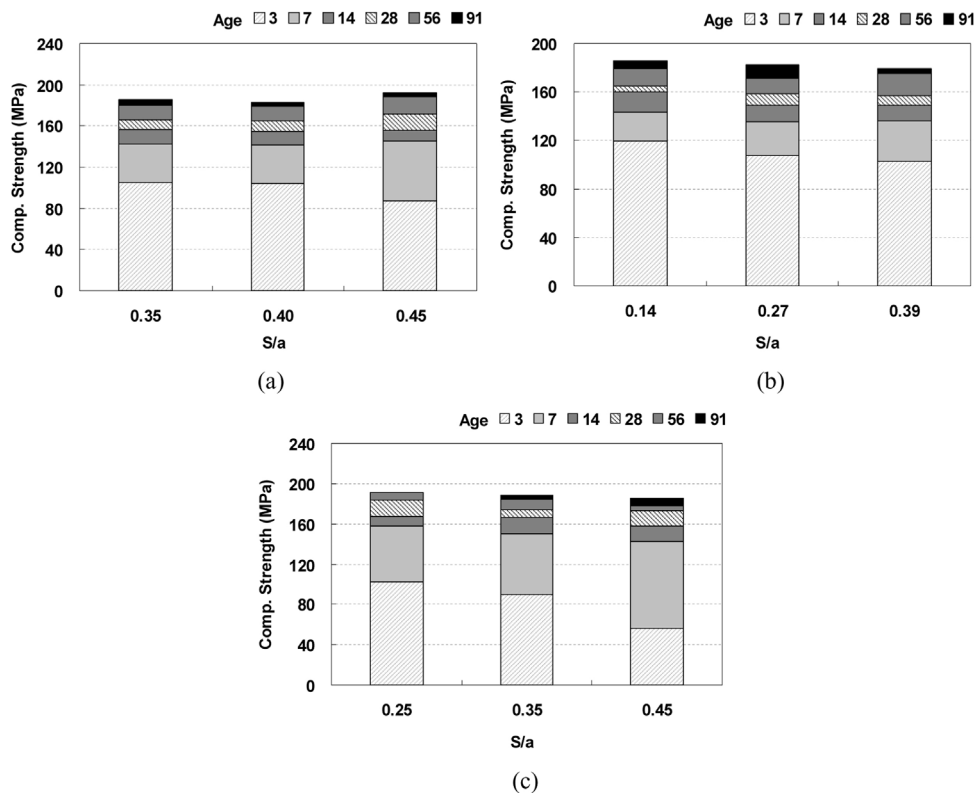 Age 3 7 14 28 56 91
240
200
160
120
80
40
0
Comp. Strength (MPa)
0.35 0.40 0.45
S/a
(a)
Age 3 7 14 28 56 91
200
160
120
80
40
0
Comp. Strength (MPa)
0.14 0.27 0.39
S/a
(b)
Age 3 7 14 28 56 91
240
200
160
120
80
40
0
Comp. Strength (MPa)
0.25 0.35 0.45
S/a
(c)